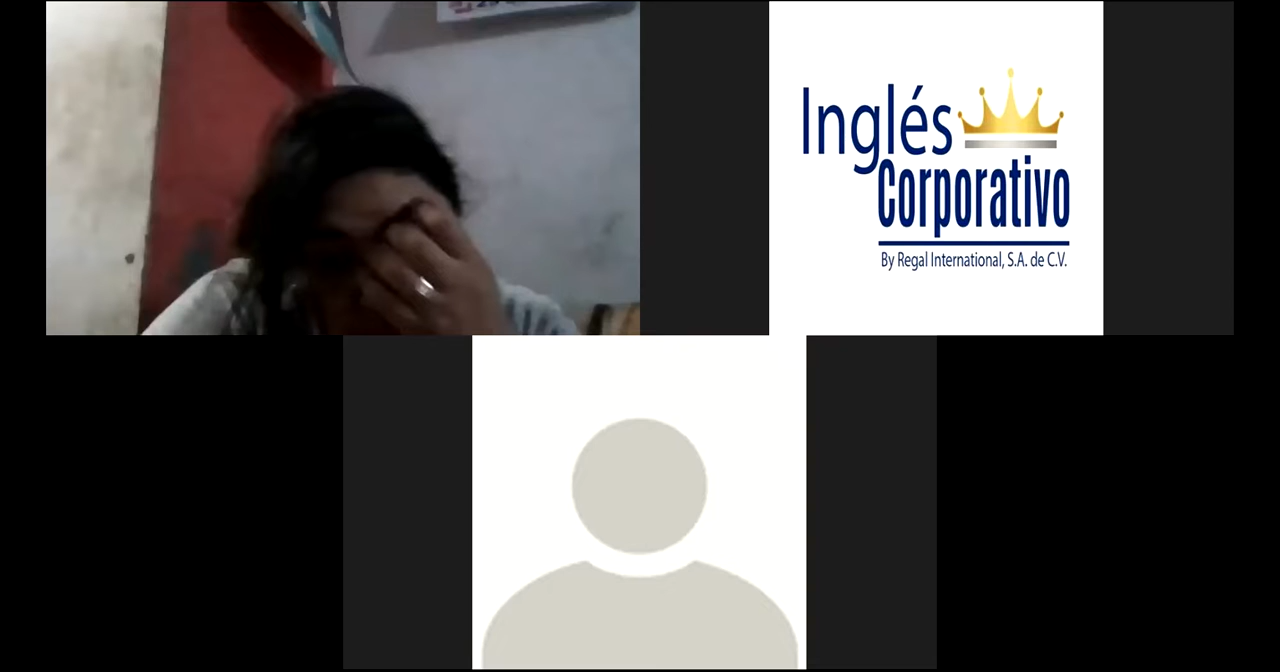 Inglés
Corporativo
By Regal International, S.A. de C.V.